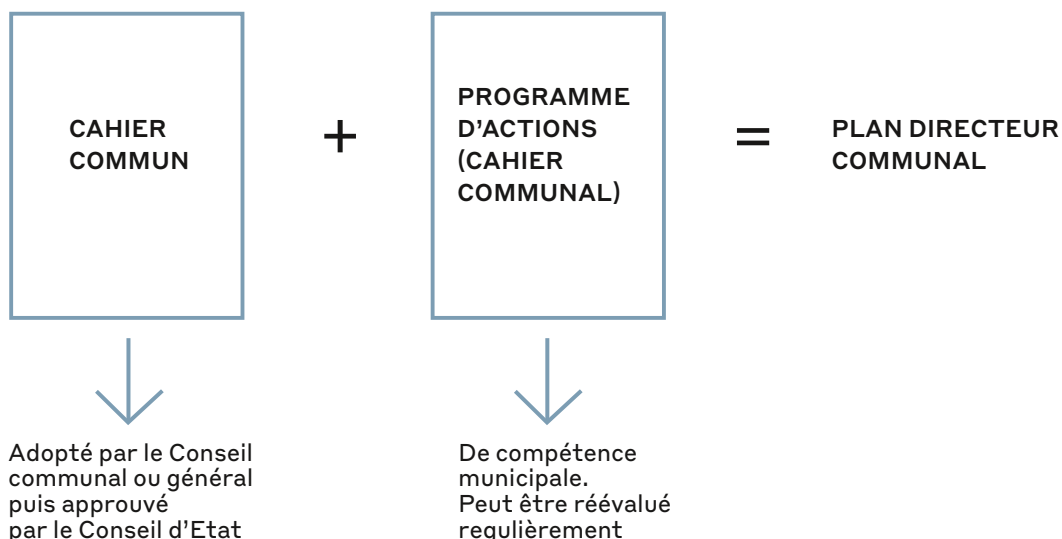 CAHIER
COMMUN
+
PROGRAMME
D'ACTIONS
(CAHIER
COMMUNAL)
=
PLAN DIRECTEUR
COMMUNAL
Adopté par le Conseil
communal ou général
puis approuvé
par le Conseil d'Etat
De compétence
municipale.
Peut être réévalué
regulièrement